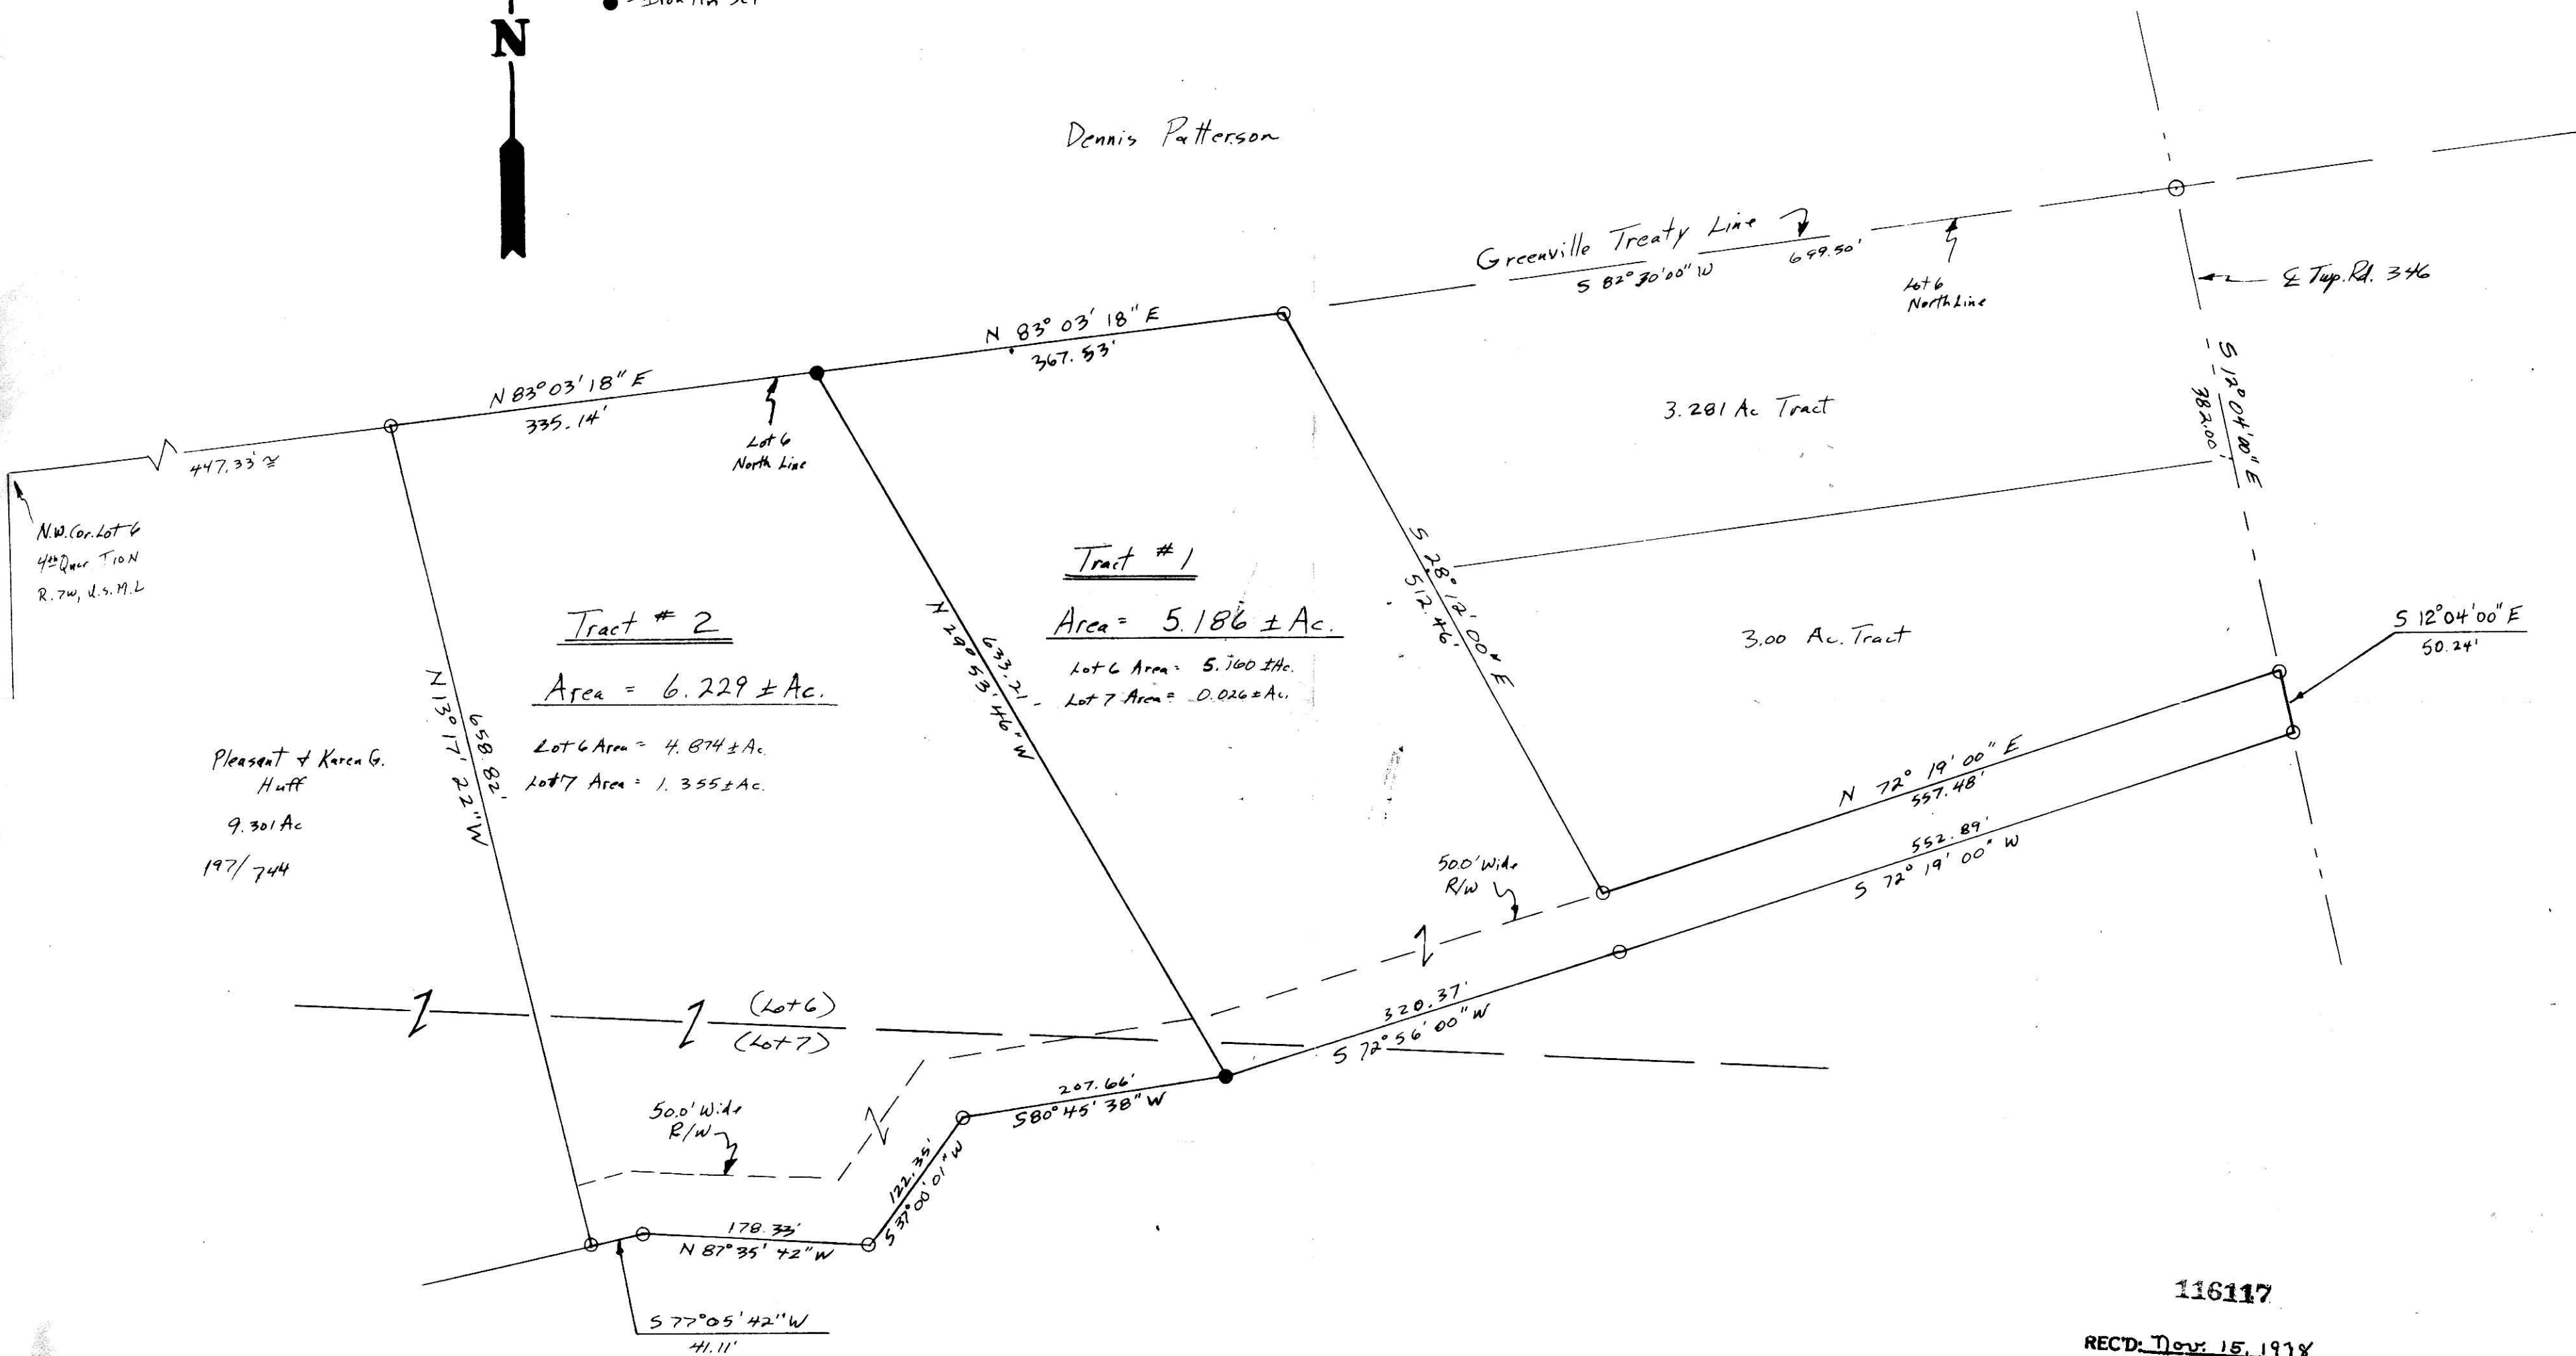 N
- Iron Pin Set
Dennis Patterson
Greenville Treaty Line
S 82° 30' 00" W
699.50'
Lot 6
North Line
℄ Twp. Rd. 346
N 83° 03' 18" E
367.53'
N 83° 03' 18" E
335.14'
Lot 6
North Line
447.33'
N.W. Cor. Lot 6
4th Quar T10N
R. 7W, U.S.M.L
S 12° 04' 00" E
382.00'
3.281 Ac Tract
S 28° 12' 00" E
512.46'
Tract #1
Area = 5.186 ± Ac.
Lot 6 Area = 5.160 ± Ac.
Lot 7 Area = 0.026 ± Ac.
Tract # 2
Area = 6.229 ± Ac.
Lot 6 Area = 4.874 ± Ac.
Lot 7 Area = 1.355 ± Ac.
633.21
N 29° 53' 46" W
658.82'
N 13° 17' 22" W
3.00 Ac. Tract
S 12° 04' 00" E
50.24'
Pleasant & Karen G.
Huff
9.301 Ac
197/744
N 72° 19' 00" E
557.48'
552.89'
S 72° 19' 00" W
50.0' Wide
R/W
320.37'
S 72° 56' 00" W
(Lot 6)
(Lot 7)
207.66'
S 80° 45' 38" W
50.0' Wide
R/W
122.35'
S 37° 00' 01" W
178.33'
N 87° 35' 42" W
S 77° 05' 42" W
41.11'
116117
REC'D: Nov. 15, 1978